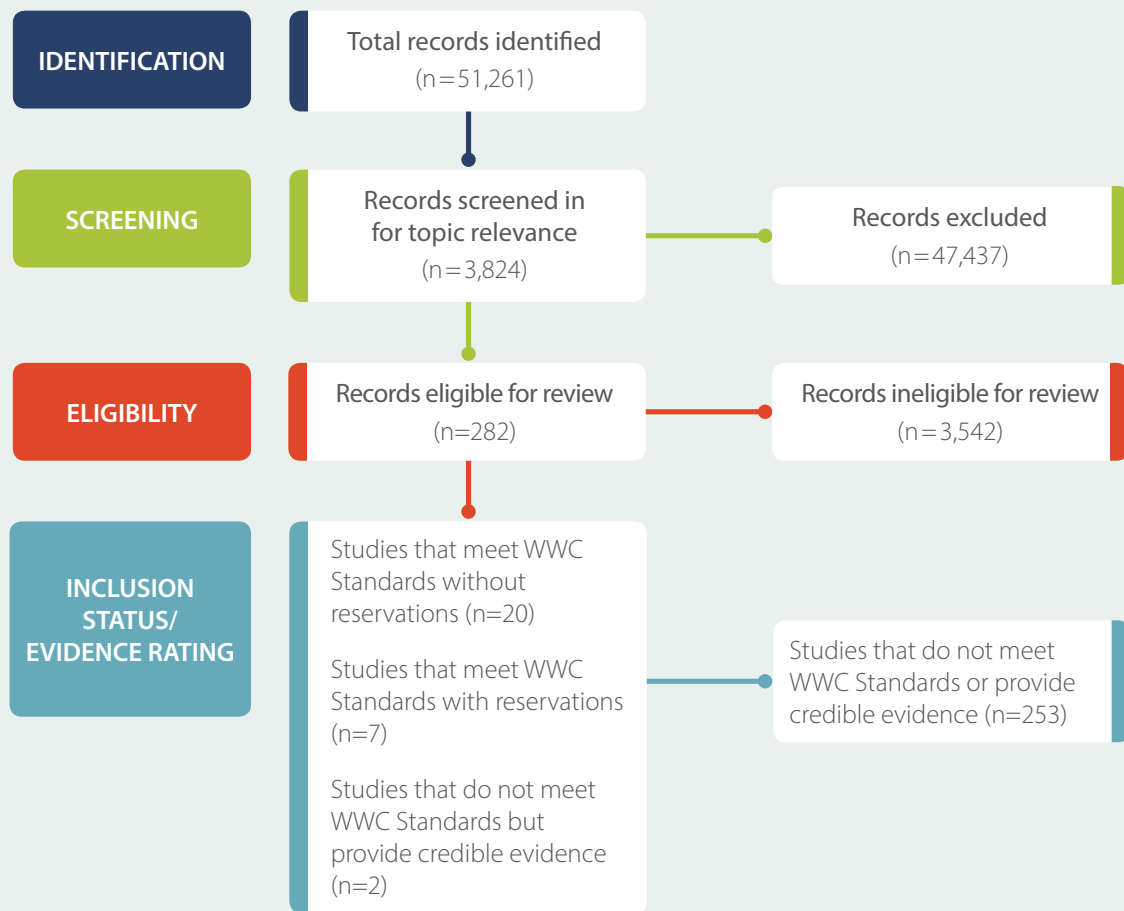 IDENTIFICATION
Total records identified
(n=51,261)
SCREENING
Records screened in
for topic relevance
(n=3,824)
Records excluded
(n=47,437)
ELIGIBILITY
Records eligible for review
(n=282)
Records ineligible for review
(n=3,542)
INCLUSION
STATUS/
EVIDENCE RATING
Studies that meet WWC
Standards without
reservations (n=20)
Studies that meet WWC
Standards with reservations
(n=7)
Studies that do not meet
WWC Standards but
provide credible evidence
(n=2)
Studies that do not meet
WWC Standards or provide
credible evidence (n=253)